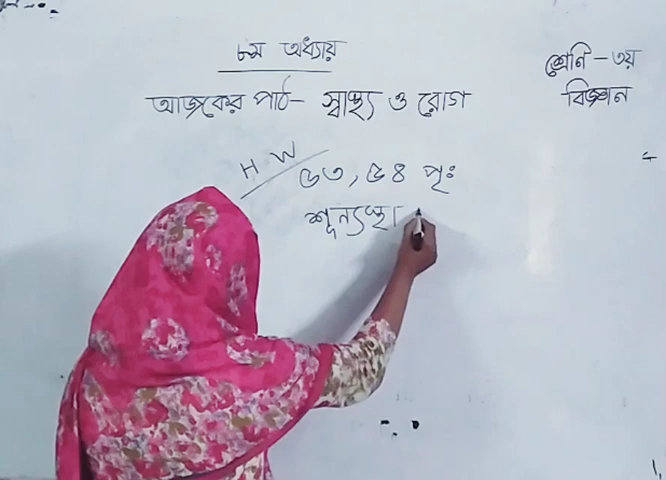 ৮ম অধ্যায়
শ্রেণি - ৩য়
বিজ্ঞান
আজকের পাঠ - স্বাস্থ্য ও রোগ
H W
৬৩, ৬৪ পৃঃ
শূন্যস্থা